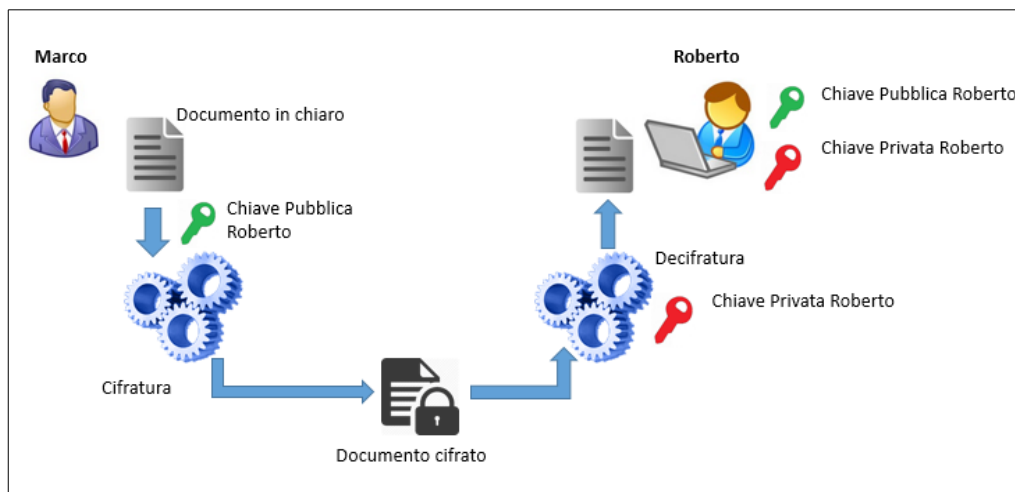 Marco
Roberto
Documento in chiaro
Chiave Pubblica Roberto
Chiave Privata Roberto
Chiave Pubblica
Roberto
Decifratura
Chiave Privata Roberto
Cifratura
Documento cifrato